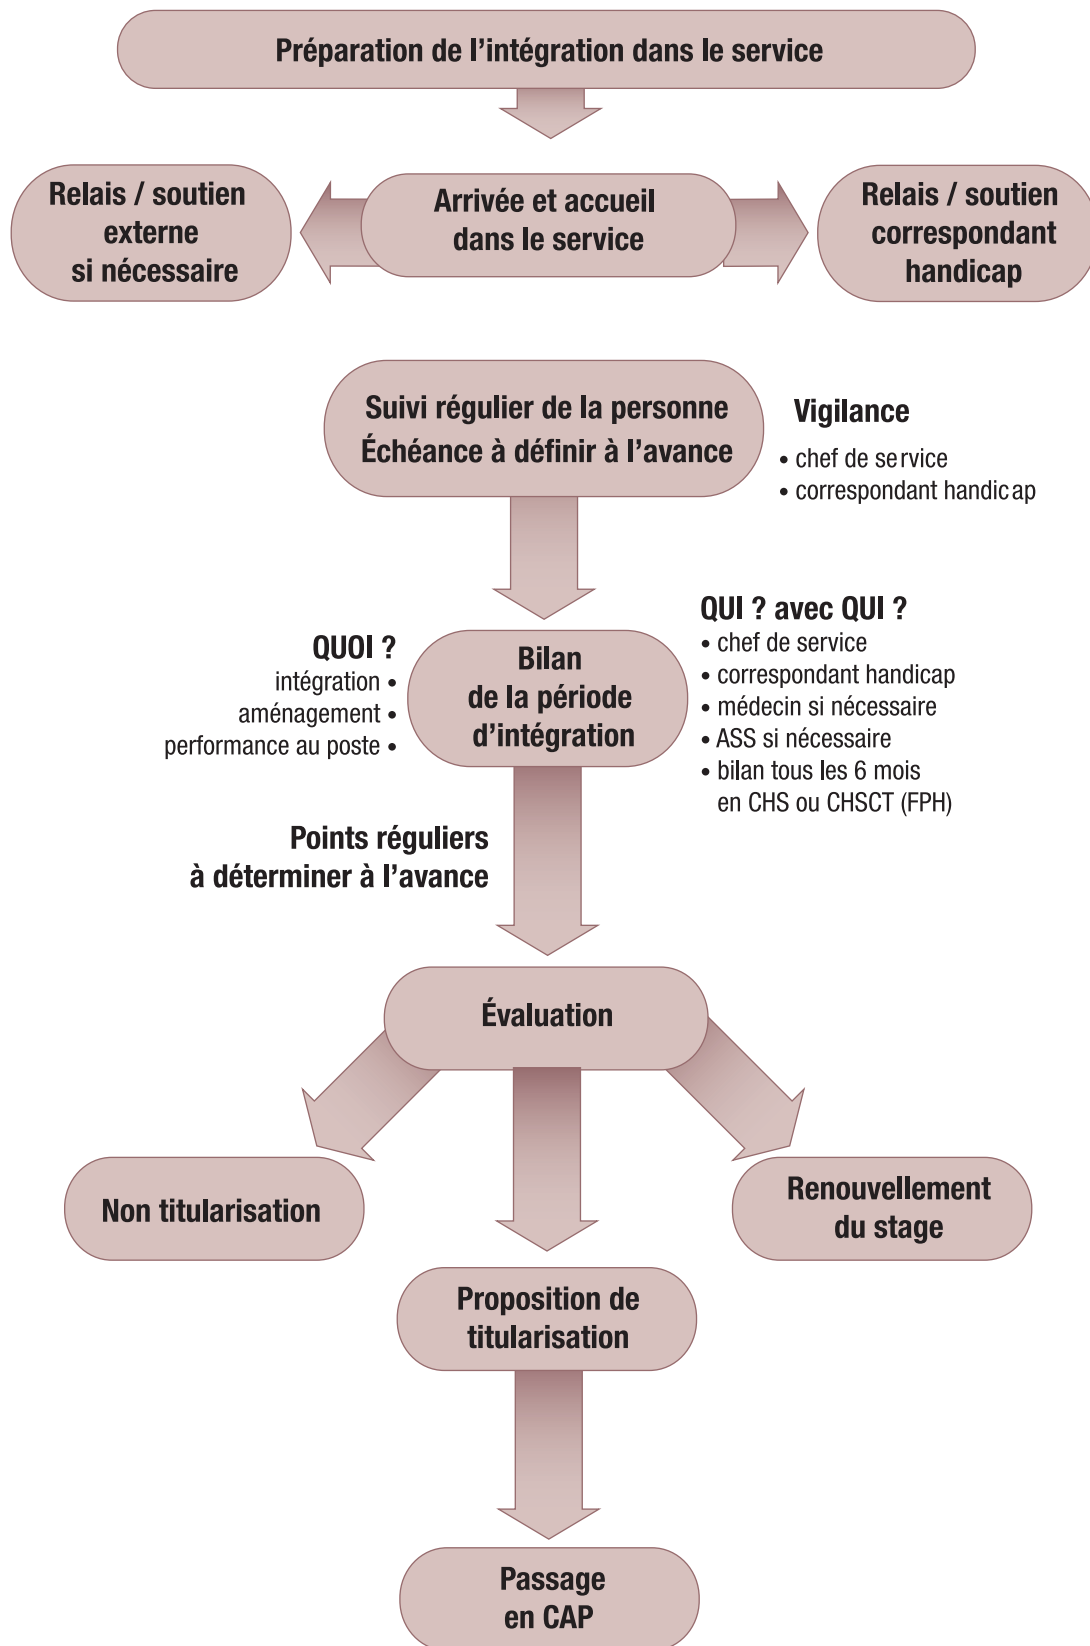 Préparation de l’intégration dans le service
Relais / soutien
externe
si nécessaire
Arrivée et accueil
dans le service
Relais / soutien
correspondant
handicap
Suivi régulier de la personne
Échéance à définir à l’avance
Vigilance
• chef de service
• correspondant handicap
QUOI ?
intégration •
aménagement •
performance au poste •
Bilan
de la période
d’intégration
QUI ? avec QUI ?
• chef de service
• correspondant handicap
• médecin si nécessaire
• ASS si nécessaire
• bilan tous les 6 mois
en CHS ou CHSCT (FPH)
Points réguliers
à déterminer à l’avance
Évaluation
Non titularisation
Renouvellement
du stage
Proposition de
titularisation
Passage
en CAP